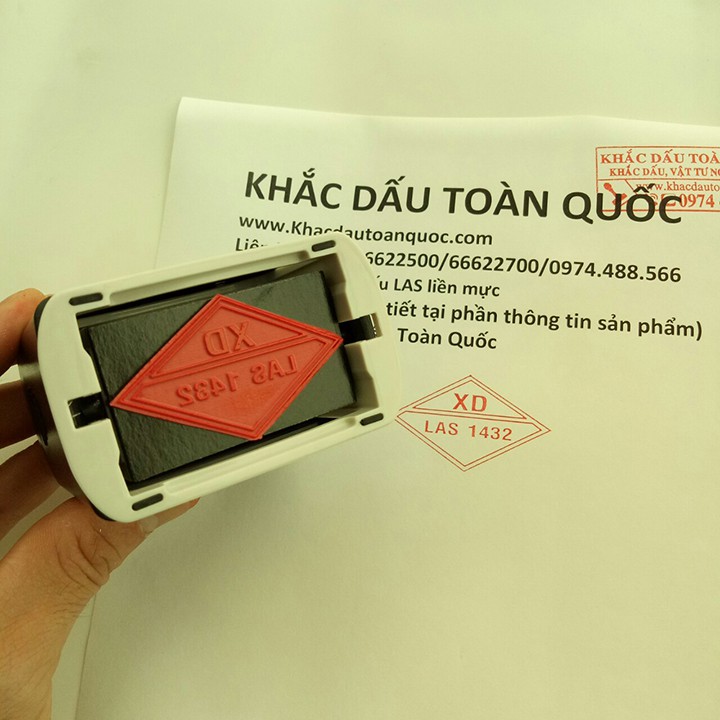 KHẮC DẤU TOÀN
KHẮC DẤU, VẬT TƯ
www.khacdau
0974
KHẮC DẤU TOÀN QUỐC
www.Khacdautoanquoc.com
6622500/66622700/0974.488.566
LAS liền mực
tiết tại phần thông tin sản phẩm)
Toàn Quốc
XD
LAS 1432
XD
LAS 1432